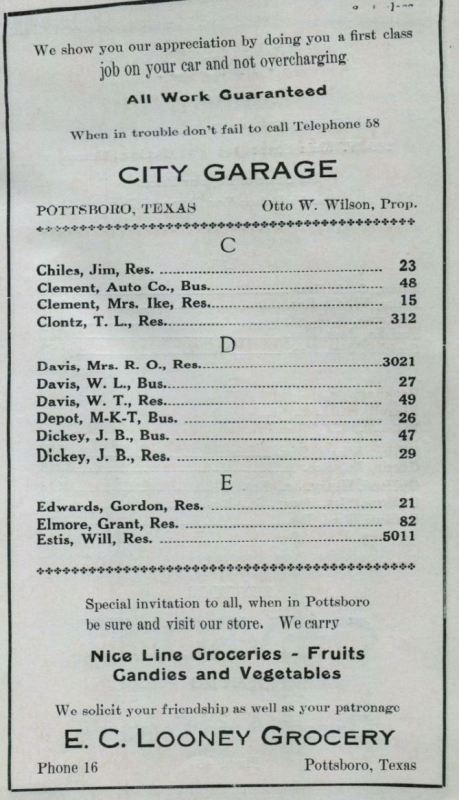 We show you our appreciation by doing you a first class
job on your car and not overcharging
All Work Guaranteed
When in trouble don't fail to call Telephone 58
CITY GARAGE
POTTSBORO, TEXAS Otto W. Wilson, Prop.
C
Chiles, Jim, Res. 23
Clement, Auto Co., Bus. 48
Clement, Mrs. Ike, Res. 15
Clontz, T. L., Res. 312
D
Davis, Mrs. R. O., Res. 3021
Davis, W. L., Bus. 27
Davis, W. T., Res. 49
Depot, M-K-T, Bus. 26
Dickey, J. B., Bus. 47
Dickey, J. B., Res. 29
E
Edwards, Gordon, Res. 21
Elmore, Grant, Res. 82
Estis, Will, Res. 5011
Special invitation to all, when in Pottsboro
be sure and visit our store. We carry
Nice Line Groceries - Fruits
Candies and Vegetables
We solicit your friendship as well as your patronage
E. C. LOONEY GROCERY
Phone 16 Pottsboro, Texas